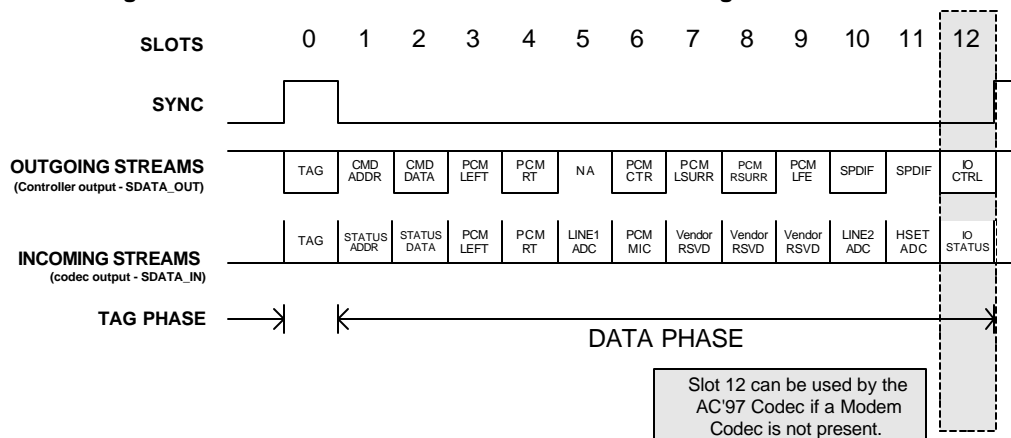 SLOTS 0 1 2 3 4 5 6 7 8 9 10 11 12
SYNC
OUTGOING STREAMS
(Controller output - SDATA_OUT)
TAG
CMD
ADDR
CMD
DATA
PCM
LEFT
PCM
RT
NA
PCM
CTR
PCM
LSURR
PCM
RSURR
PCM
LFE
SPDIF
SPDIF
IO
CTRL
INCOMING STREAMS
(codec output - SDATA_IN)
TAG
STATUS
ADDR
STATUS
DATA
PCM
LEFT
PCM
RT
LINE1
ADC
PCM
MIC
Vendor
RSVD
Vendor
RSVD
Vendor
RSVD
LINE2
ADC
HSET
ADC
IO
STATUS
TAG PHASE
DATA PHASE
Slot 12 can be used by the
AC'97 Codec if a Modem
Codec is not present.